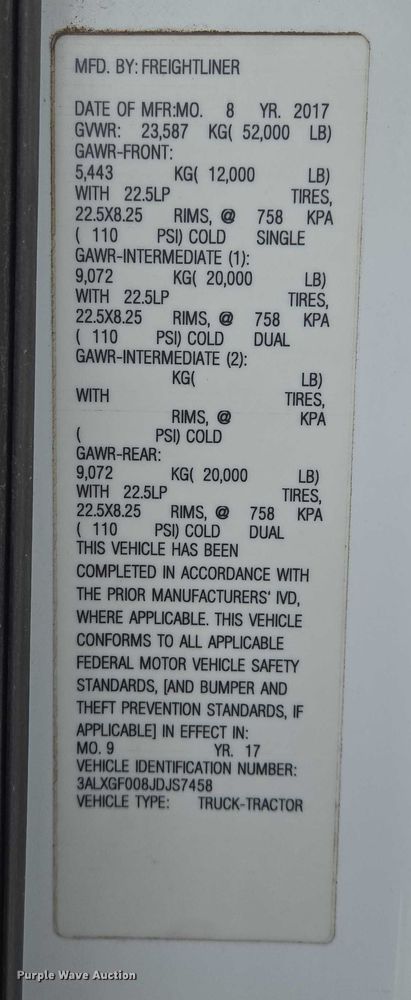 MFD. BY: FREIGHTLINER
DATE OF MFR:MO. 8 YR. 2017
GVWR: 23,587 KG( 52,000 LB)
GAWR-FRONT:
5,443 KG( 12,000 LB)
WITH 22.5LP TIRES,
22.5X8.25 RIMS, @ 758 KPA
( 110 PSI) COLD SINGLE
GAWR-INTERMEDIATE (1):
9,072 KG( 20,000 LB)
WITH 22.5LP TIRES,
22.5X8.25 RIMS, @ 758 KPA
( 110 PSI) COLD DUAL
GAWR-INTERMEDIATE (2):
KG( LB)
WITH TIRES,
RIMS, @ KPA
( PSI) COLD
GAWR-REAR:
9,072 KG( 20,000 LB)
WITH 22.5LP TIRES,
22.5X8.25 RIMS, @ 758 KPA
( 110 PSI) COLD DUAL
THIS VEHICLE HAS BEEN
COMPLETED IN ACCORDANCE WITH
THE PRIOR MANUFACTURERS' IVD,
WHERE APPLICABLE. THIS VEHICLE
CONFORMS TO ALL APPLICABLE
FEDERAL MOTOR VEHICLE SAFETY
STANDARDS, [AND BUMPER AND
THEFT PREVENTION STANDARDS, IF
APPLICABLE] IN EFFECT IN:
MO. 9 YR. 17
VEHICLE IDENTIFICATION NUMBER:
3ALXGF008JDJS7458
VEHICLE TYPE: TRUCK-TRACTOR
Purple Wave Auction